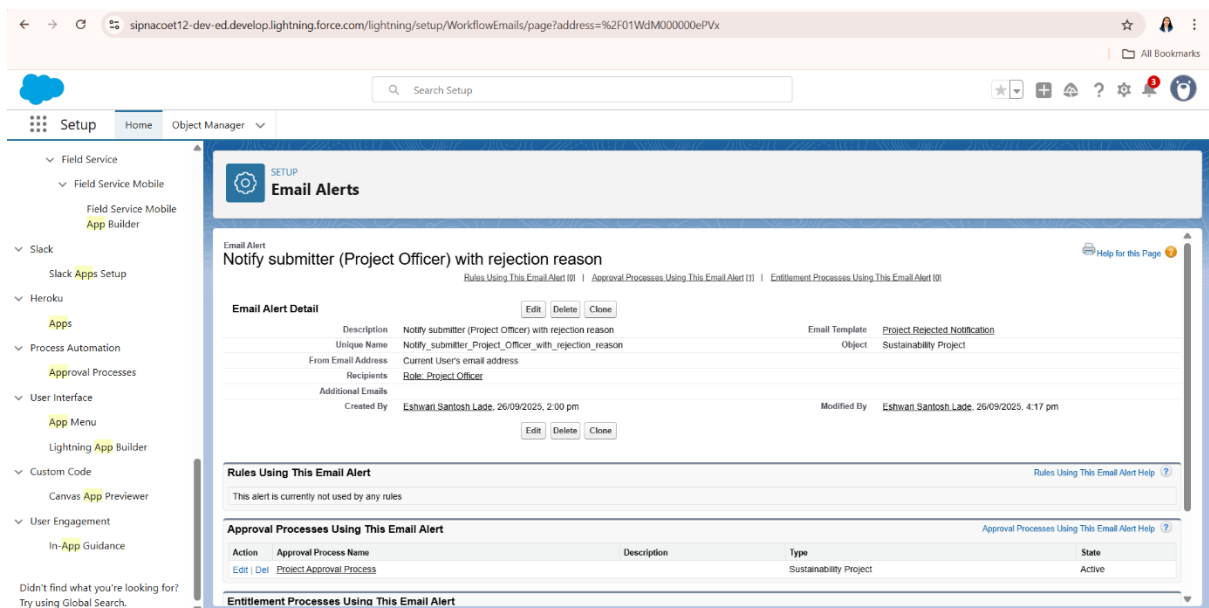 sipnacoet12-dev-ed.develop.lightning.force.com/lightning/setup/WorkflowEmails/page?address=%2F01WdM000000ePVx
All Bookmarks
Search Setup
3
Setup Home Object Manager
Field Service
Field Service Mobile
Field Service Mobile
App Builder
Slack
Slack Apps Setup
Heroku
Apps
Process Automation
Approval Processes
User Interface
App Menu
Lightning App Builder
Custom Code
Canvas App Previewer
User Engagement
In-App Guidance
Didn't find what you're looking for?
Try using Global Search.
SETUP
Email Alerts
Email Alert
Notify submitter (Project Officer) with rejection reason
Help for this Page
Rules Using This Email Alert [0] | Approval Processes Using This Email Alert [1] | Entitlement Processes Using This Email Alert [0]
Email Alert Detail Edit Delete Clone
Description Notify submitter (Project Officer) with rejection reason Email Template Project Rejected Notification
Unique Name Notify_submitter_Project_Officer_with_rejection_reason Object Sustainability Project
From Email Address Current User's email address
Recipients Role: Project Officer
Additional Emails
Created By Eshwari Santosh Lade, 26/09/2025, 2:00 pm Modified By Eshwari Santosh Lade, 26/09/2025, 4:17 pm
Edit Delete Clone
Rules Using This Email Alert Rules Using This Email Alert Help ?
This alert is currently not used by any rules
Approval Processes Using This Email Alert Approval Processes Using This Email Alert Help ?
Action Approval Process Name Description Type State
Edit | Del Project Approval Process Sustainability Project Active
Entitlement Processes Using This Email Alert